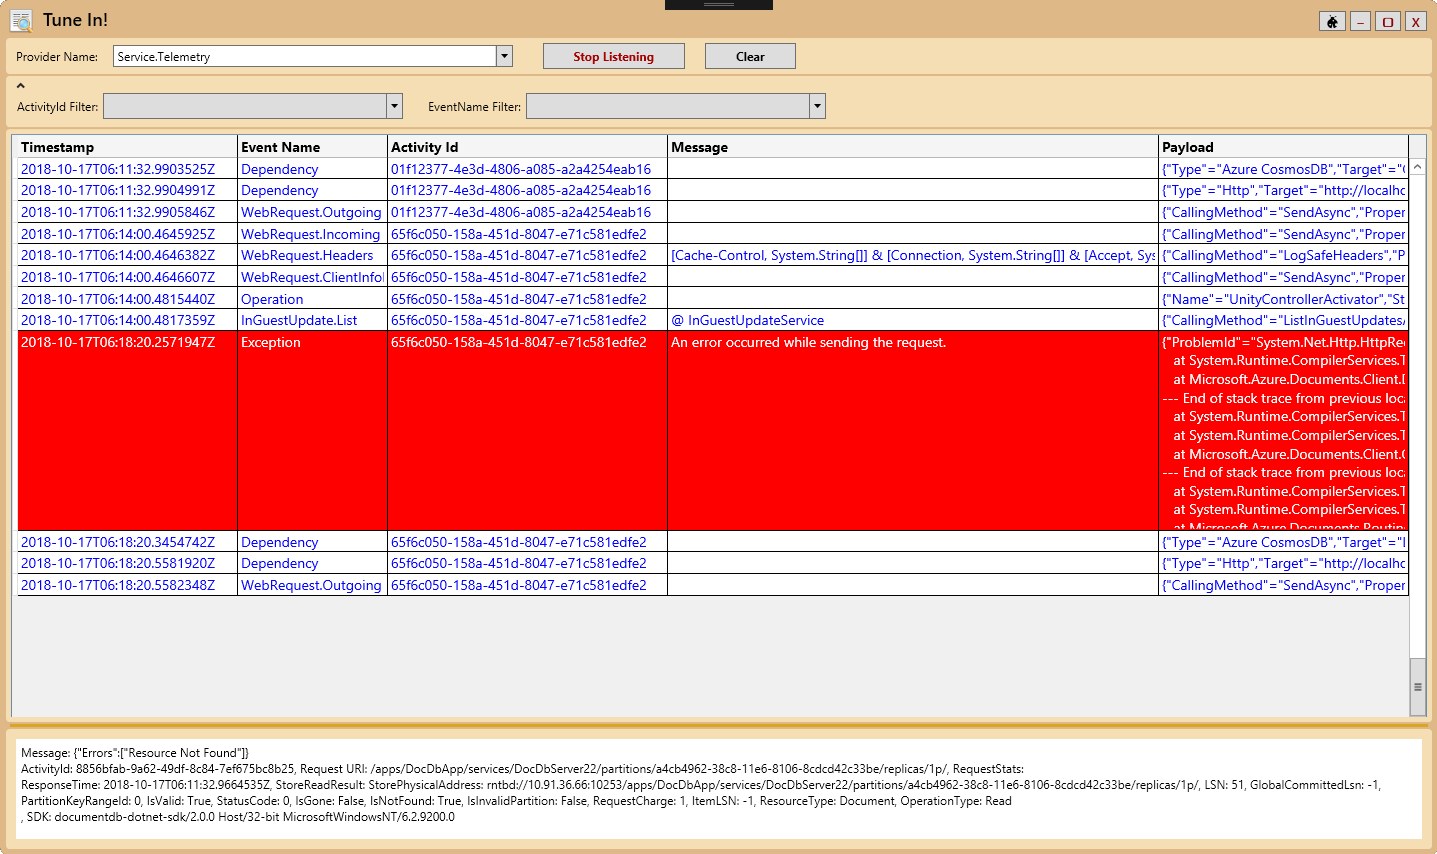 Tune In!
X
Provider Name: Service.Telemetry Stop Listening Clear
ActivityId Filter: EventName Filter:
Timestamp Event Name Activity Id Message Payload
2018-10-17T06:11:32.9903525Z Dependency 01f12377-4e3d-4806-a085-a2a4254eab16 {"Type"="Azure CosmosDB","Target"="
2018-10-17T06:11:32.9904991Z Dependency 01f12377-4e3d-4806-a085-a2a4254eab16 {"Type"="Http","Target"="http://localhc
2018-10-17T06:11:32.9905846Z WebRequest.Outgoing 01f12377-4e3d-4806-a085-a2a4254eab16 {"CallingMethod"="SendAsync","Proper
2018-10-17T06:14:00.4645925Z WebRequest.Incoming 65f6c050-158a-451d-8047-e71c581edfe2 {"CallingMethod"="SendAsync","Proper
2018-10-17T06:14:00.4646382Z WebRequest.Headers 65f6c050-158a-451d-8047-e71c581edfe2 [Cache-Control, System.String[]] & [Connection, System.String[]] & [Accept, Sys {"CallingMethod"="LogSafeHeaders","P
2018-10-17T06:14:00.4646607Z WebRequest.ClientInfo 65f6c050-158a-451d-8047-e71c581edfe2 {"CallingMethod"="SendAsync","Proper
2018-10-17T06:14:00.4815440Z Operation 65f6c050-158a-451d-8047-e71c581edfe2 {"Name"="UnityControllerActivator","St
2018-10-17T06:14:00.4817359Z InGuestUpdate.List 65f6c050-158a-451d-8047-e71c581edfe2 @ InGuestUpdateService {"CallingMethod"="ListInGuestUpdates
2018-10-17T06:18:20.2571947Z Exception 65f6c050-158a-451d-8047-e71c581edfe2 An error occurred while sending the request. {"ProblemId"="System.Net.Http.HttpRe
at System.Runtime.CompilerServices.T
at Microsoft.Azure.Documents.Client.
--- End of stack trace from previous loc
at System.Runtime.CompilerServices.T
at System.Runtime.CompilerServices.T
at Microsoft.Azure.Documents.Client.
--- End of stack trace from previous loc
at System.Runtime.CompilerServices.T
at System.Runtime.CompilerServices.T
at Microsoft.Azure.Documents.Routin
2018-10-17T06:18:20.3454742Z Dependency 65f6c050-158a-451d-8047-e71c581edfe2 {"Type"="Azure CosmosDB","Target"="
2018-10-17T06:18:20.5581920Z Dependency 65f6c050-158a-451d-8047-e71c581edfe2 {"Type"="Http","Target"="http://localhc
2018-10-17T06:18:20.5582348Z WebRequest.Outgoing 65f6c050-158a-451d-8047-e71c581edfe2 {"CallingMethod"="SendAsync","Proper
Message: {"Errors":["Resource Not Found"]}
ActivityId: 8856bfab-9a62-49df-8c84-7ef675bc8b25, Request URI: /apps/DocDbApp/services/DocDbServer22/partitions/a4cb4962-38c8-11e6-8106-8cdcd42c33be/replicas/1p/, RequestStats:
ResponseTime: 2018-10-17T06:11:32.9664535Z, StoreReadResult: StorePhysicalAddress: rntbd://10.91.36.66:10253/apps/DocDbApp/services/DocDbServer22/partitions/a4cb4962-38c8-11e6-8106-8cdcd42c33be/replicas/1p/, LSN: 51, GlobalCommittedLsn: -1,
PartitionKeyRangeId: 0, IsValid: True, StatusCode: 0, IsGone: False, IsNotFound: True, IsInvalidPartition: False, RequestCharge: 1, ItemLSN: -1, ResourceType: Document, OperationType: Read
, SDK: documentdb-dotnet-sdk/2.0.0 Host/32-bit MicrosoftWindowsNT/6.2.9200.0